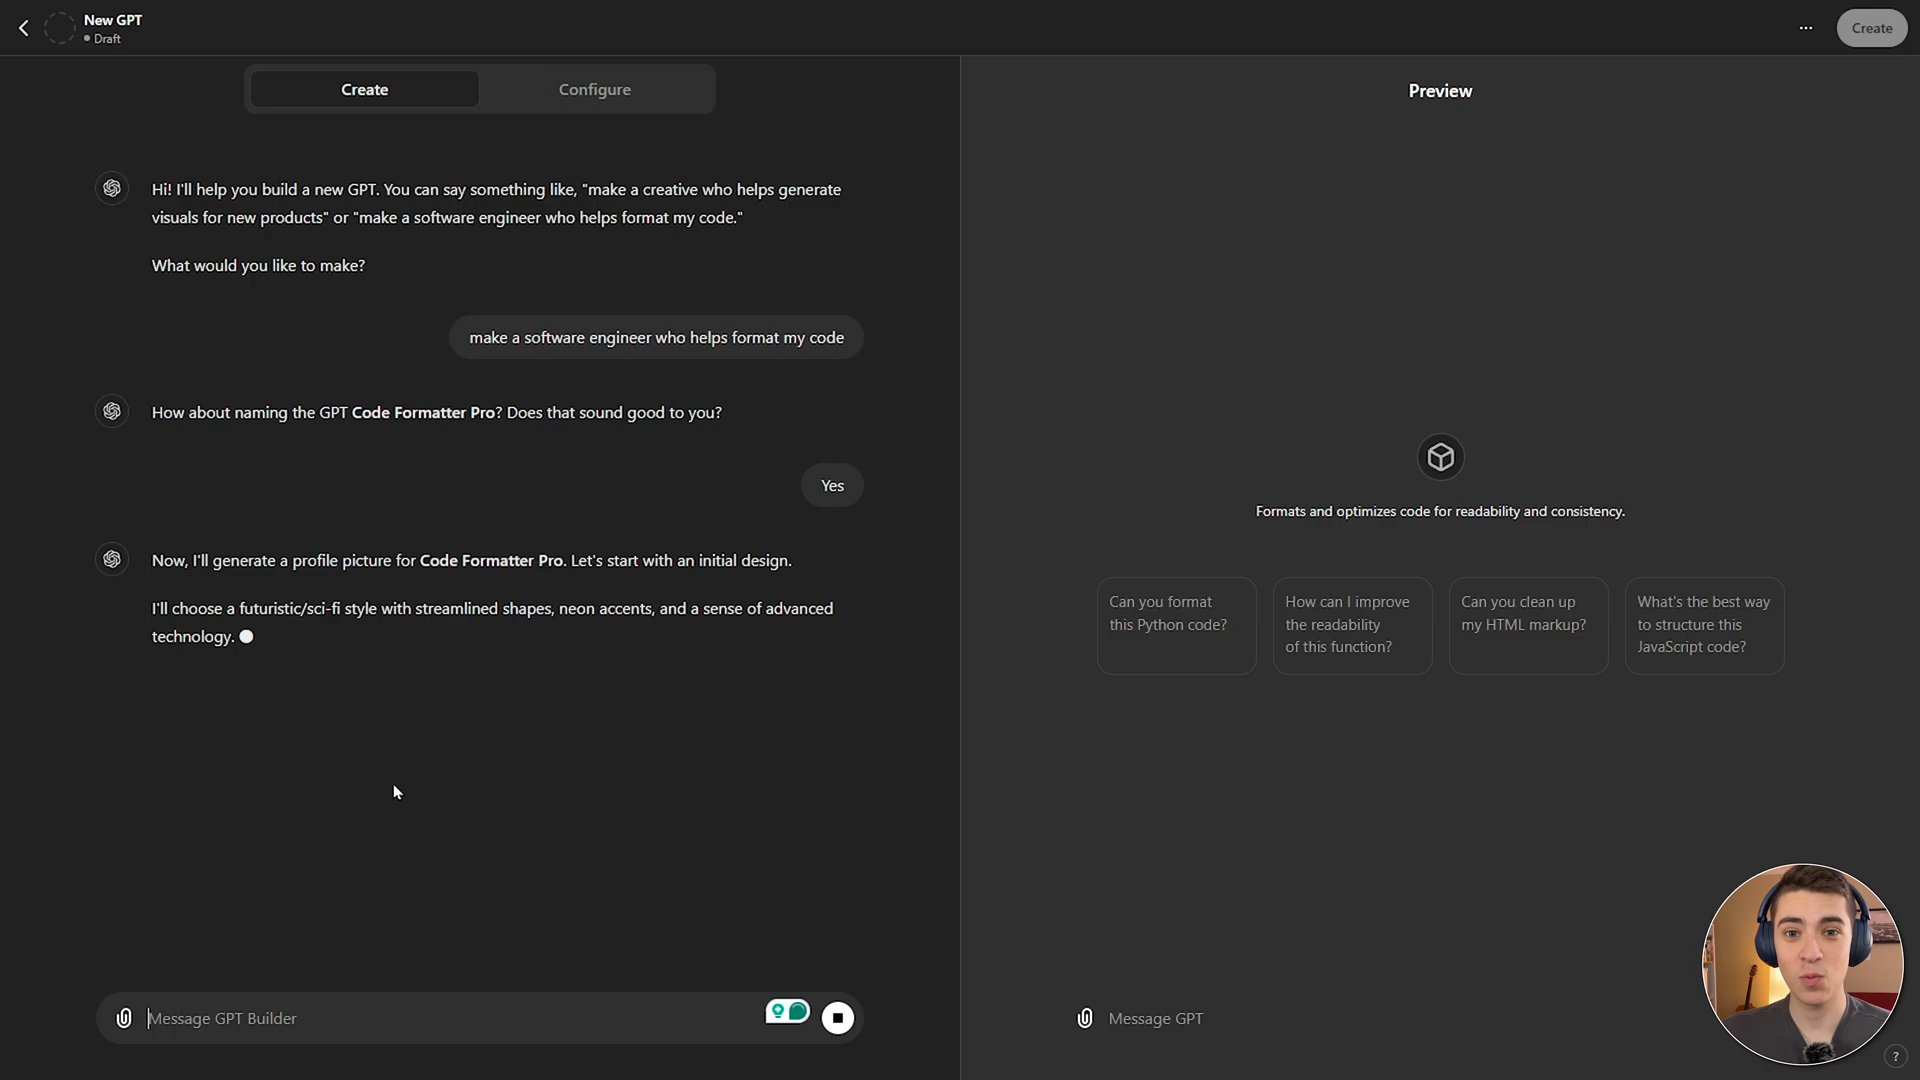 New GPT
Draft
Create
Create
Configure
Preview
Hi! I'll help you build a new GPT. You can say something like, "make a creative who helps generate
visuals for new products" or "make a software engineer who helps format my code."
What would you like to make?
make a software engineer who helps format my code
How about naming the GPT Code Formatter Pro? Does that sound good to you?
Yes
Now, I'll generate a profile picture for Code Formatter Pro. Let's start with an initial design.
I'll choose a futuristic/sci-fi style with streamlined shapes, neon accents, and a sense of advanced
technology.
Message GPT Builder
Formats and optimizes code for readability and consistency.
Can you format
this Python code?
How can I improve
the readability
of this function?
Can you clean up
my HTML markup?
What's the best way
to structure this
JavaScript code?
Message GPT
?